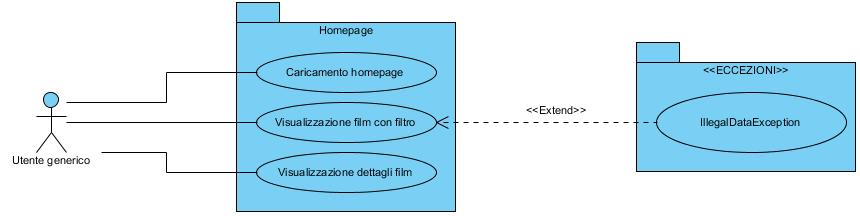 Homepage
Caricamento homepage
Visualizzazione film con filtro
Visualizzazione dettagli film
Utente generico
<<Extend>>
<<ECCEZIONI>>
IllegalDataException